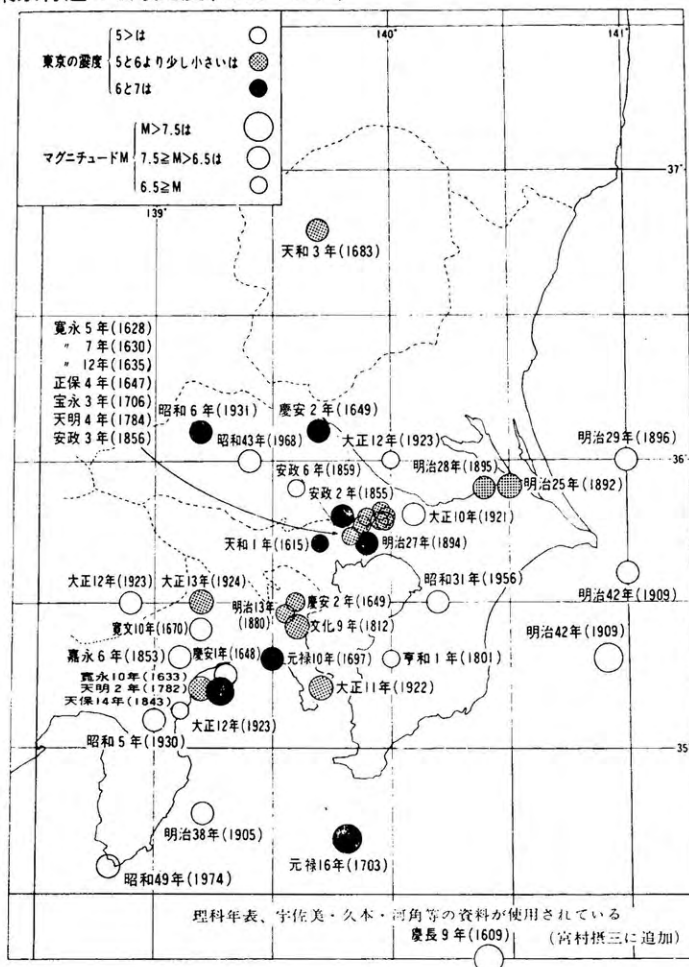 140°
141°
5>は
東京の震度 5と6より少し小さいは
6と7は
M>7.5は
マグニチュードM 7.5≧M>6.5は
6.5≧M
37°
139°
天和3年(1683)
寛永5年(1628)
〃 7年(1630)
〃 12年(1635)
正保4年(1647)
宝永3年(1706)
天明4年(1784)
安政3年(1856)
昭和6年(1931)
慶安2年(1649)
昭和43年(1968)
大正12年(1923)
明治29年(1896)
36°
安政6年(1859)
明治28年(1895)
明治25年(1892)
安政2年(1855)
大正10年(1921)
天和1年(1615)
明治27年(1894)
大正12年(1923)
大正13年(1924)
昭和31年(1956)
明治42年(1909)
明治13年(1880)
慶安2年(1649)
寛文10年(1670)
文化9年(1812)
明治42年(1909)
嘉永6年(1853)
慶安1年(1648)
元禄10年(1697)
享和1年(1801)
寛永10年(1633)
天明2年(1782)
大正11年(1922)
天保14年(1843)
大正12年(1923)
昭和5年(1930)
35°
明治38年(1905)
元禄16年(1703)
昭和49年(1974)
理科年表、宇佐美・久本・河角等の資料が使用されている
慶長9年(1609)
(宮村摂三に追加)